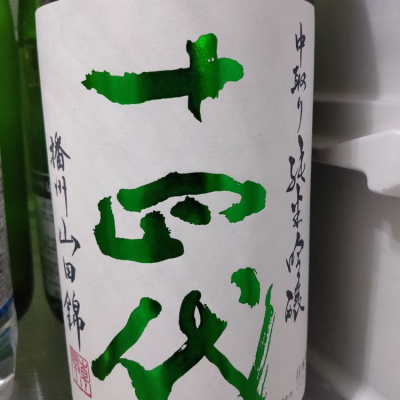 中取り純米吟醸
十四代
播州山田錦